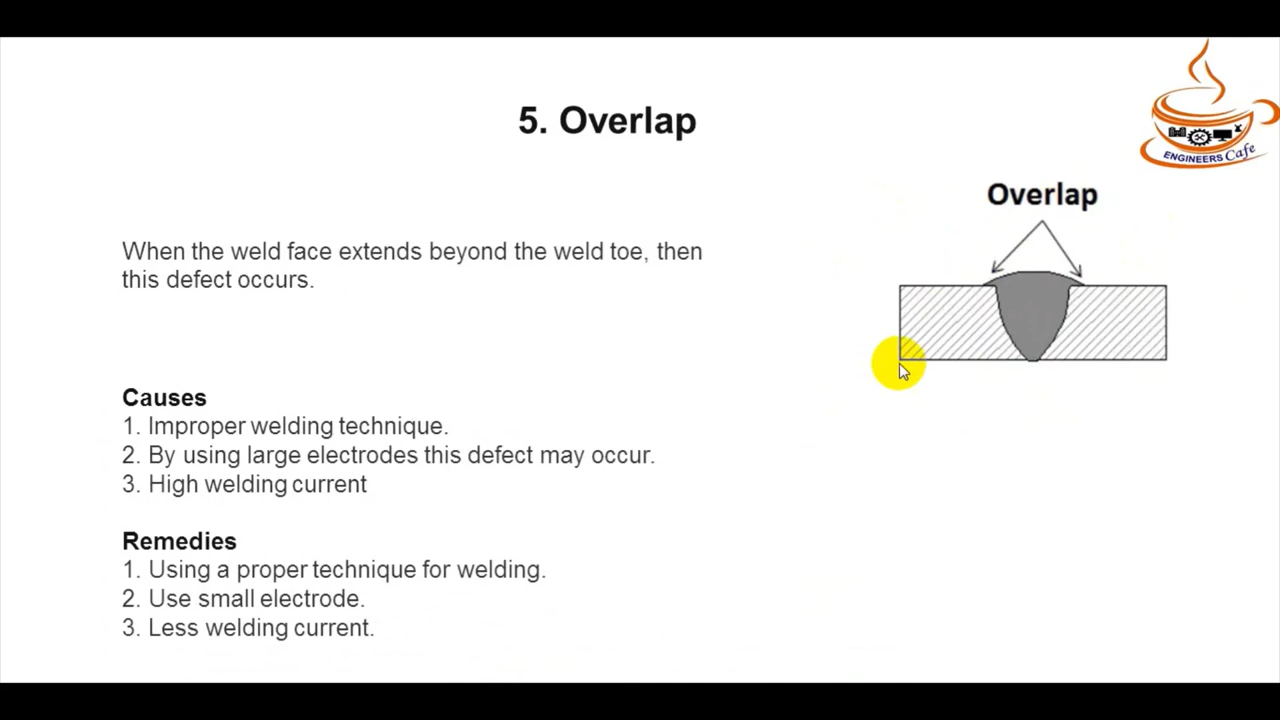 5. Overlap
ENGINEERS Cafe
Overlap
When the weld face extends beyond the weld toe, then
this defect occurs.
Causes
1. Improper welding technique.
2. By using large electrodes this defect may occur.
3. High welding current
Remedies
1. Using a proper technique for welding.
2. Use small electrode.
3. Less welding current.